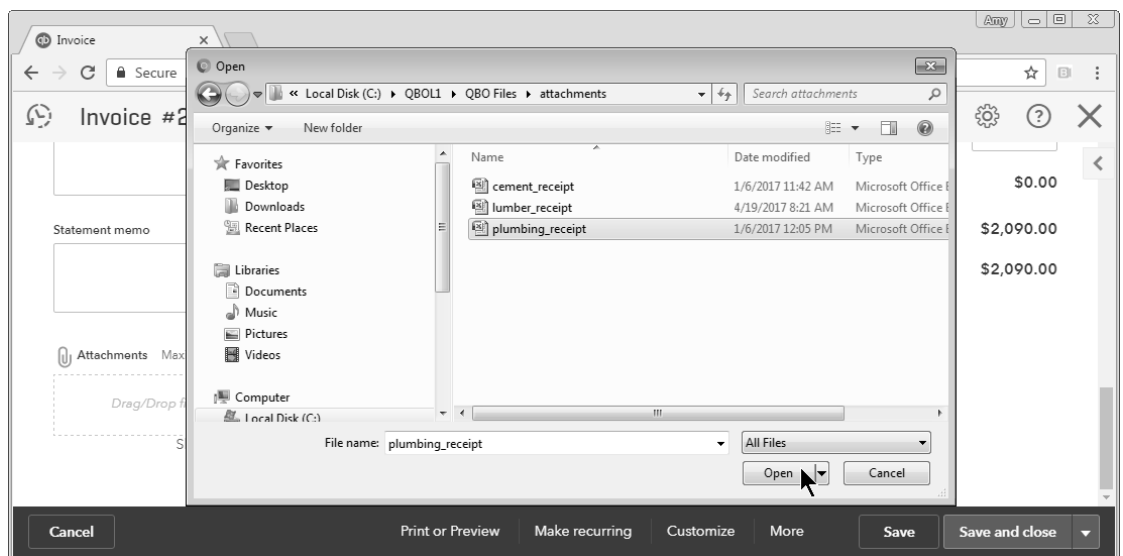 Amy
qb Invoice
Secure
Open
« Local Disk (C:) QBOL1 QBO Files attachments
Search attachments
Invoice #2
Organize New folder
Name Date modified Type
Favorites
Desktop
Downloads
Recent Places
Libraries
Documents
Music
Pictures
Videos
Computer
Local Disk (C:)
cement_receipt 1/6/2017 11:42 AM Microsoft Office E
lumber_receipt 4/19/2017 8:21 AM Microsoft Office E
plumbing_receipt 1/6/2017 12:05 PM Microsoft Office E
$0.00
$2,090.00
$2,090.00
Statement memo
Attachments Max
Drag/Drop fi
S
File name: plumbing_receipt All Files
Open Cancel
Cancel Print or Preview Make recurring Customize More Save Save and close